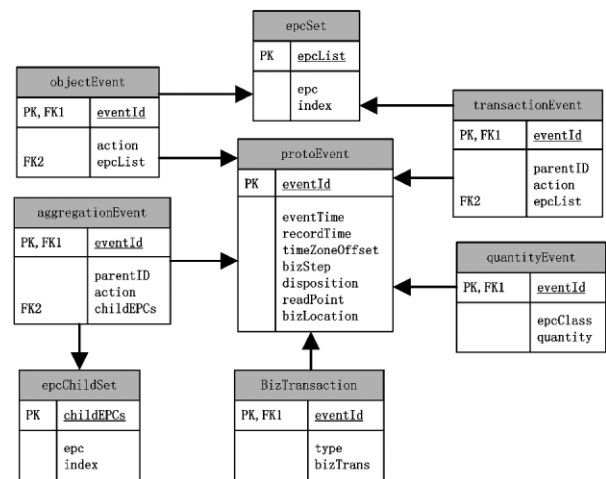 epcSet
PK epcList
epc
index
objectEvent
PK, FK1 eventId
action
FK2 epcList
transactionEvent
PK, FK1 eventId
parentID
action
FK2 epcList
protoEvent
PK eventId
eventTime
recordTime
timeZoneOffset
bizStep
disposition
readPoint
bizLocation
aggregationEvent
PK, FK1 eventId
parentID
action
FK2 childEPCs
quantityEvent
PK, FK1 eventId
epcClass
quantity
epcChildSet
PK childEPCs
epc
index
BizTransaction
PK, FK1 eventId
type
bizTrans